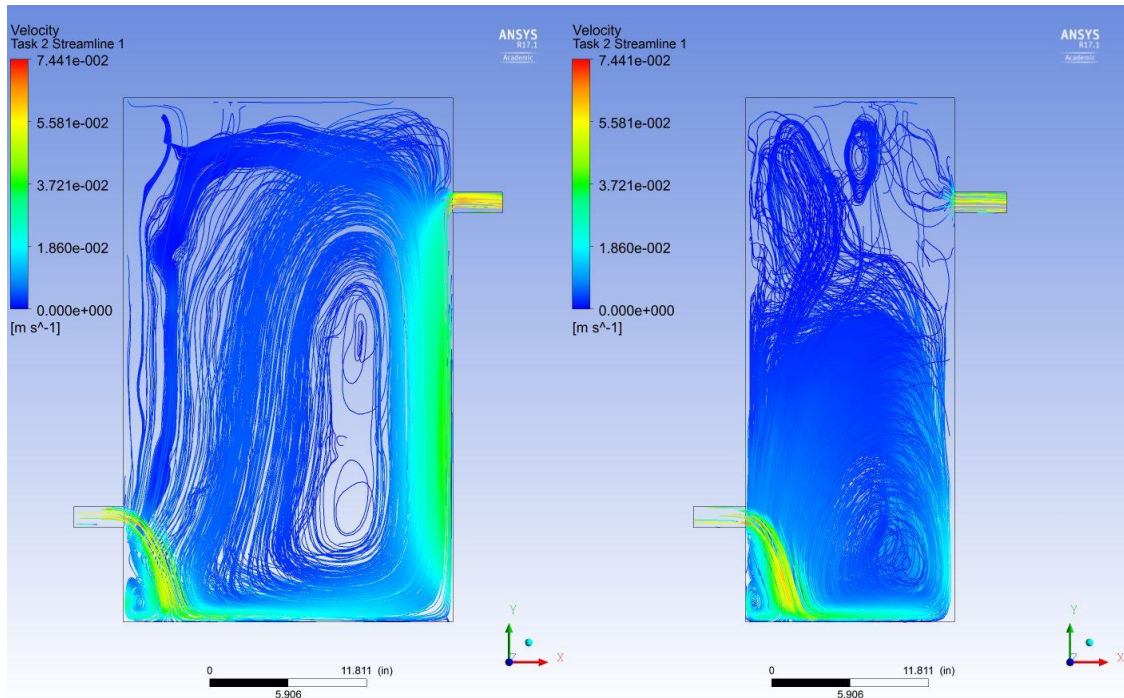 Velocity
Task 2 Streamline 1
7.441e-002
5.581e-002
3.721e-002
1.860e-002
0.000e+000
[m s^-1]
ANSYS
R17.1
Academic
Y
X
Z
0 11.811 (in)
5.906
Velocity
Task 2 Streamline 1
7.441e-002
5.581e-002
3.721e-002
1.860e-002
0.000e+000
[m s^-1]
ANSYS
R17.1
Academic
Y
X
Z
0 11.811 (in)
5.906